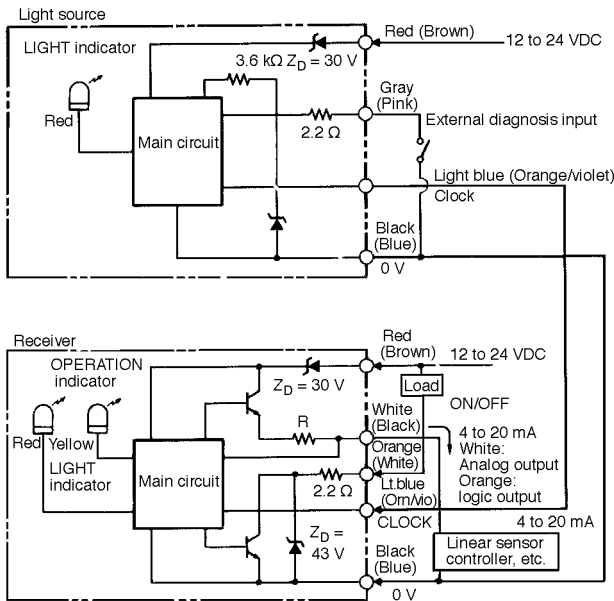 Light source
LIGHT indicator
Red
Main circuit
3.6 kΩ Z_D = 30 V
2.2 Ω
Red (Brown)
12 to 24 VDC
Gray
(Pink)
External diagnosis input
Light blue (Orange/violet)
Clock
Black
(Blue)
0 V
Receiver
OPERATION
indicator
Red
Yellow
LIGHT
indicator
Main circuit
Z_D = 30 V
R
2.2 Ω
Z_D =
43 V
Red
(Brown)
12 to 24 VDC
Load
ON/OFF
White
(Black)
Orange
(White)
Lt.blue
(Orn/vio)
CLOCK
4 to 20 mA
White:
Analog output
Orange:
logic output
4 to 20 mA
Linear sensor
controller, etc.
Black
(Blue)
0 V